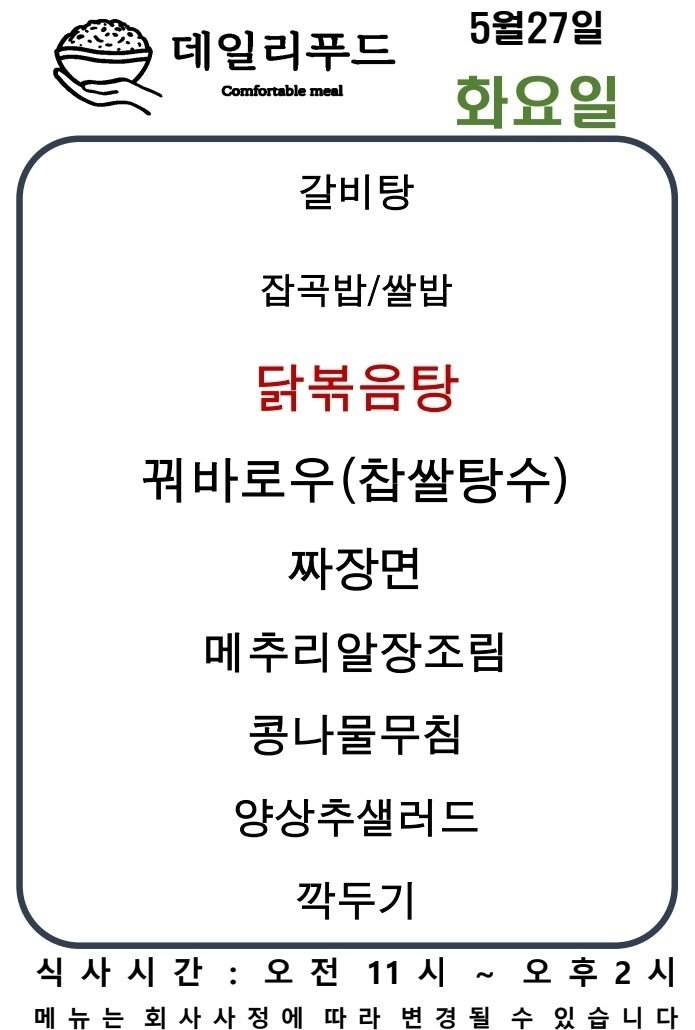 데일리푸드
Comfortable meal
5월27일
화요일
갈비탕
잡곡밥/쌀밥
닭볶음탕
꿔바로우(찹쌀탕수)
짜장면
메추리알장조림
콩나물무침
양상추샐러드
깍두기
식사시간 : 오전 11시 ~ 오후 2시
메뉴는 회사사정에 따라 변경될 수 있습니다